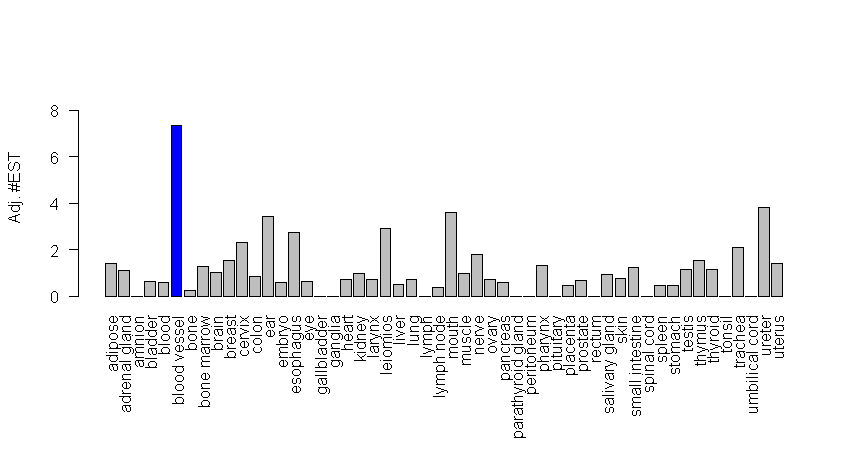 Adj. #EST
8
6
4
2
0
adipose
adrenal gland
amnion
bladder
blood
blood vessel
bone
bone marrow
brain
breast
cervix
colon
ear
embryo
esophagus
eye
gallbladder
ganglia
heart
kidney
larynx
leiomios
liver
lung
lymph
lymph node
mouth
muscle
nerve
ovary
pancreas
parathyroid gland
peritoneum
pharynx
pituitary
placenta
prostate
rectum
salivary gland
skin
small intestine
spinal cord
spleen
stomach
testis
thymus
thyroid
tonsil
trachea
umbilical cord
ureter
uterus